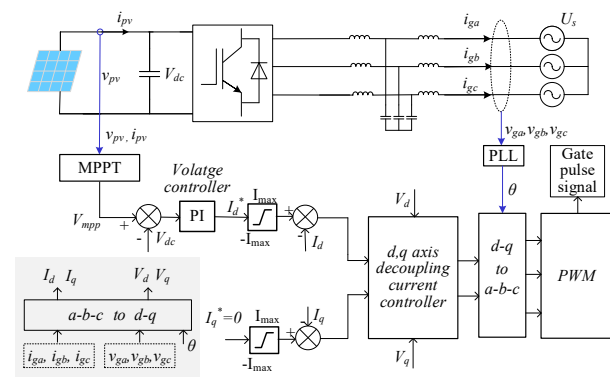 i_pv
i_ga
U_s
v_pv
V_dc
i_gb
i_gc
v_pv, i_pv
v_ga,v_gb,v_gc
MPPT
Volatge
controller
PLL
Gate
pulse
signal
V_mpp
+
-
V_dc
PI
I_d*
I_max
-I_max
+
-
I_d
V_d
θ
d,q axis
decoupling
current
controller
d-q
to
a-b-c
PWM
I_d I_q
V_d V_q
a-b-c to d-q
i_ga, i_gb, i_gc
v_ga,v_gb,v_gc
θ
I_q*=0
I_max
-I_max
+
-
I_q
V_q